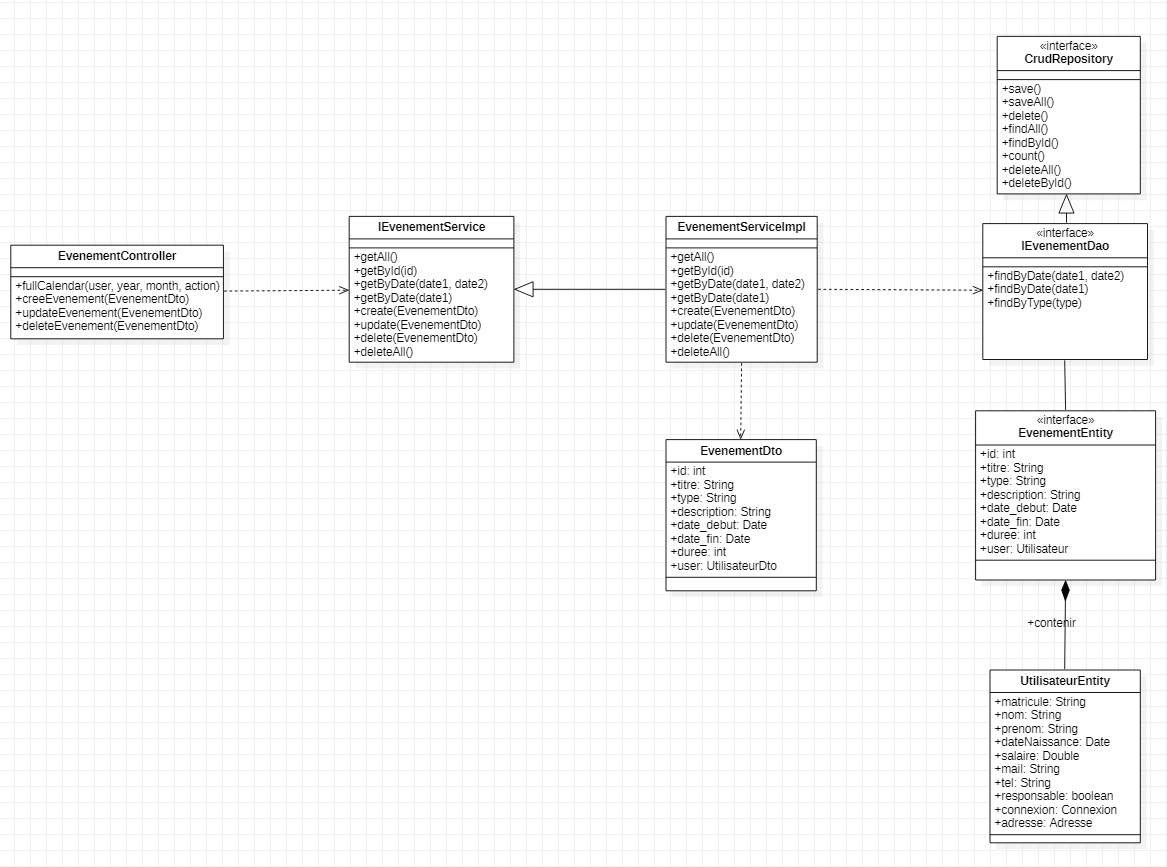 EvenementController
+fullCalendar(user, year, month, action)
+creeEvenement(EvenementDto)
+updateEvenement(EvenementDto)
+deleteEvenement(EvenementDto)
IEvenementService
+getAll()
+getById(id)
+getByDate(date1, date2)
+getByDate(date1)
+create(EvenementDto)
+update(EvenementDto)
+delete(EvenementDto)
+deleteAll()
EvenementServiceImpl
+getAll()
+getById(id)
+getByDate(date1, date2)
+getByDate(date1)
+create(EvenementDto)
+update(EvenementDto)
+delete(EvenementDto)
+deleteAll()
EvenementDto
+id: int
+titre: String
+type: String
+description: String
+date_debut: Date
+date_fin: Date
+duree: int
+user: UtilisateurDto
«interface»
CrudRepository
+save()
+saveAll()
+delete()
+findAll()
+findById()
+count()
+deleteAll()
+deleteById()
«interface»
IEvenementDao
+findByDate(date1, date2)
+findByDate(date1)
+findByType(type)
«interface»
EvenementEntity
+id: int
+titre: String
+type: String
+description: String
+date_debut: Date
+date_fin: Date
+duree: int
+user: Utilisateur
+contenir
UtilisateurEntity
+matricule: String
+nom: String
+prenom: String
+dateNaissance: Date
+salaire: Double
+mail: String
+tel: String
+responsable: boolean
+connexion: Connexion
+adresse: Adresse